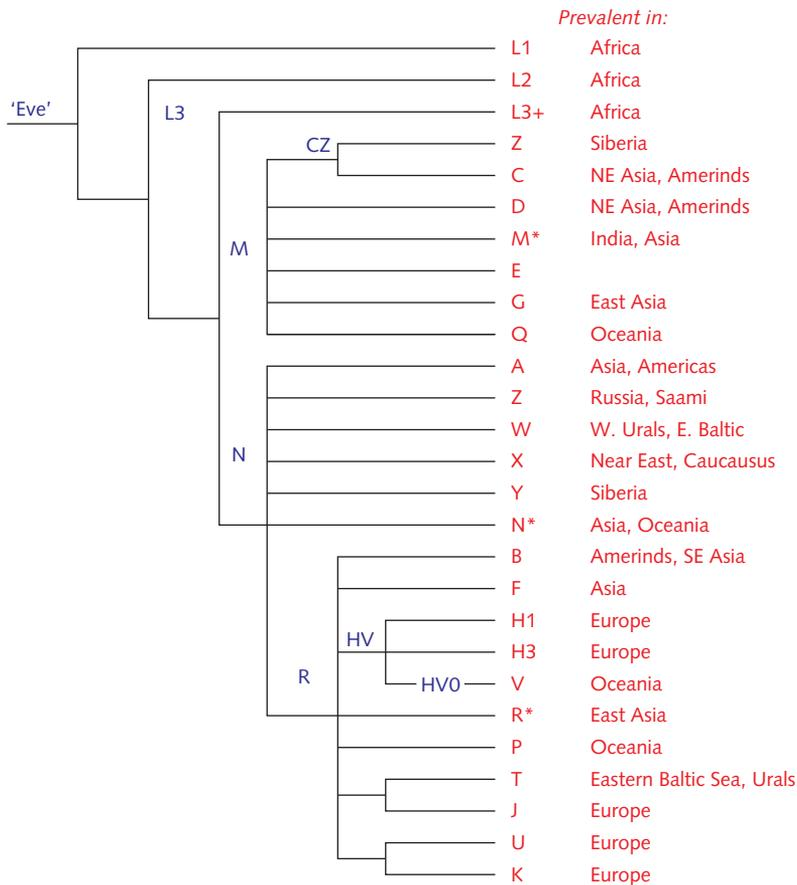 Prevalent in:
L1 Africa
L2 Africa
'Eve' L3 L3+ Africa
CZ Z Siberia
C NE Asia, Amerinds
D NE Asia, Amerinds
M M* India, Asia
E
G East Asia
Q Oceania
A Asia, Americas
Z Russia, Saami
W W. Urals, E. Baltic
N X Near East, Caucausus
Y Siberia
N* Asia, Oceania
B Amerinds, SE Asia
F Asia
H1 Europe
HV H3 Europe
R HV0 V Oceania
R* East Asia
P Oceania
T Eastern Baltic Sea, Urals
J Europe
U Europe
K Europe